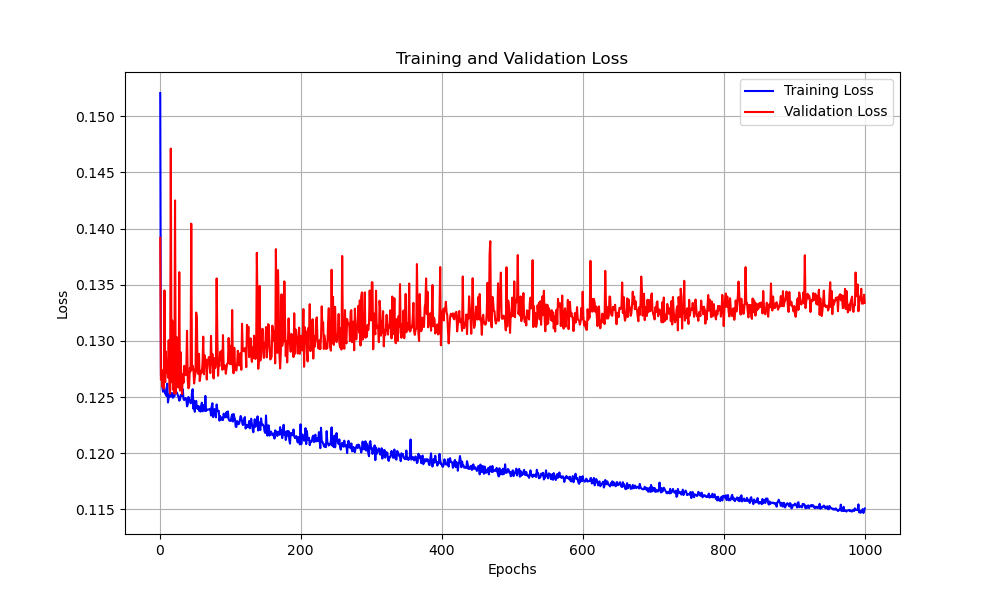 Training and Validation Loss
Training Loss
Validation Loss
0.150
0.145
0.140
0.135
0.130
0.125
0.120
0.115
Loss
0 200 400 600 800 1000
Epochs